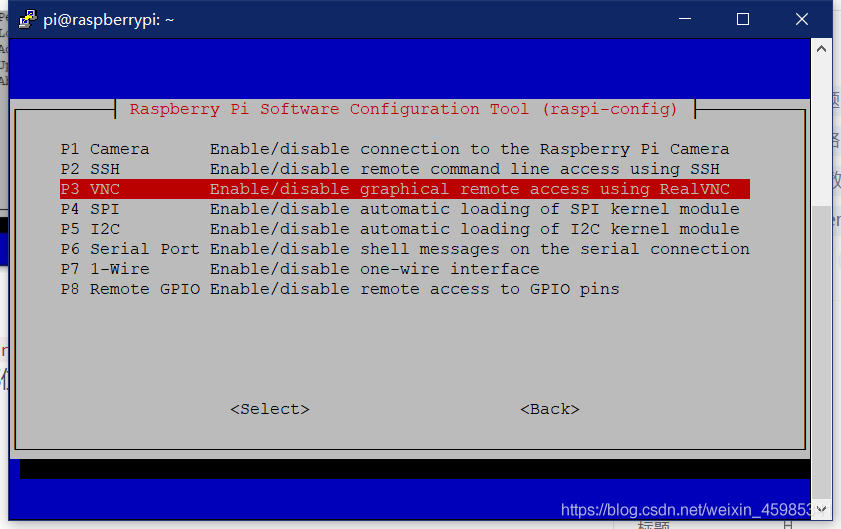 pi@raspberrypi: ~
Raspberry Pi Software Configuration Tool (raspi-config)
P1 Camera Enable/disable connection to the Raspberry Pi Camera
P2 SSH Enable/disable remote command line access using SSH
P3 VNC Enable/disable graphical remote access using RealVNC
P4 SPI Enable/disable automatic loading of SPI kernel module
P5 I2C Enable/disable automatic loading of I2C kernel module
P6 Serial Port Enable/disable shell messages on the serial connection
P7 1-Wire Enable/disable one-wire interface
P8 Remote GPIO Enable/disable remote access to GPIO pins
<Select> <Back>
https://blog.csdn.net/weixin_45985
标题